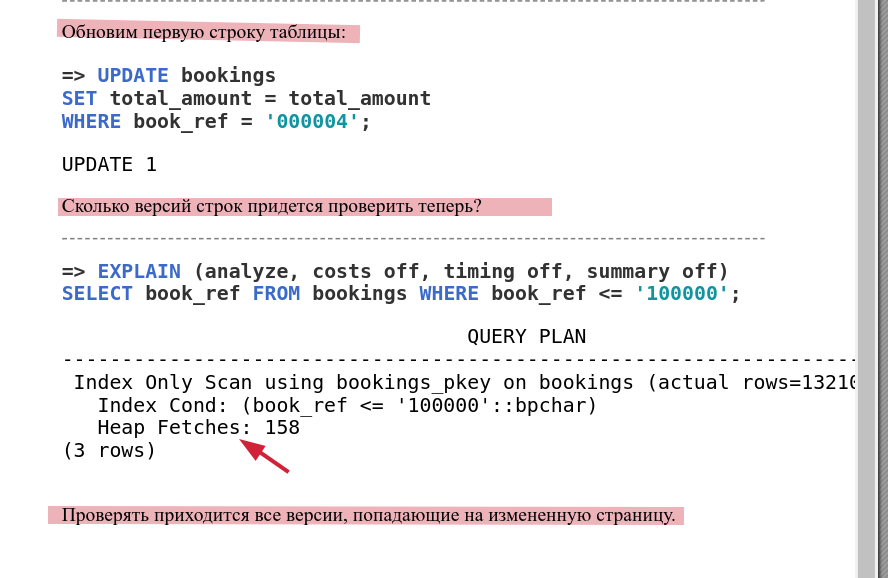 Обновим первую строку таблицы:
=> UPDATE bookings
SET total_amount = total_amount
WHERE book_ref = '000004';
UPDATE 1
Сколько версий строк придется проверить теперь?
=> EXPLAIN (analyze, costs off, timing off, summary off)
SELECT book_ref FROM bookings WHERE book_ref <= '100000';
QUERY PLAN
Index Only Scan using bookings_pkey on bookings (actual rows=13210
Index Cond: (book_ref <= '100000'::bpchar)
Heap Fetches: 158
(3 rows)
Проверять приходится все версии, попадающие на измененную страницу.